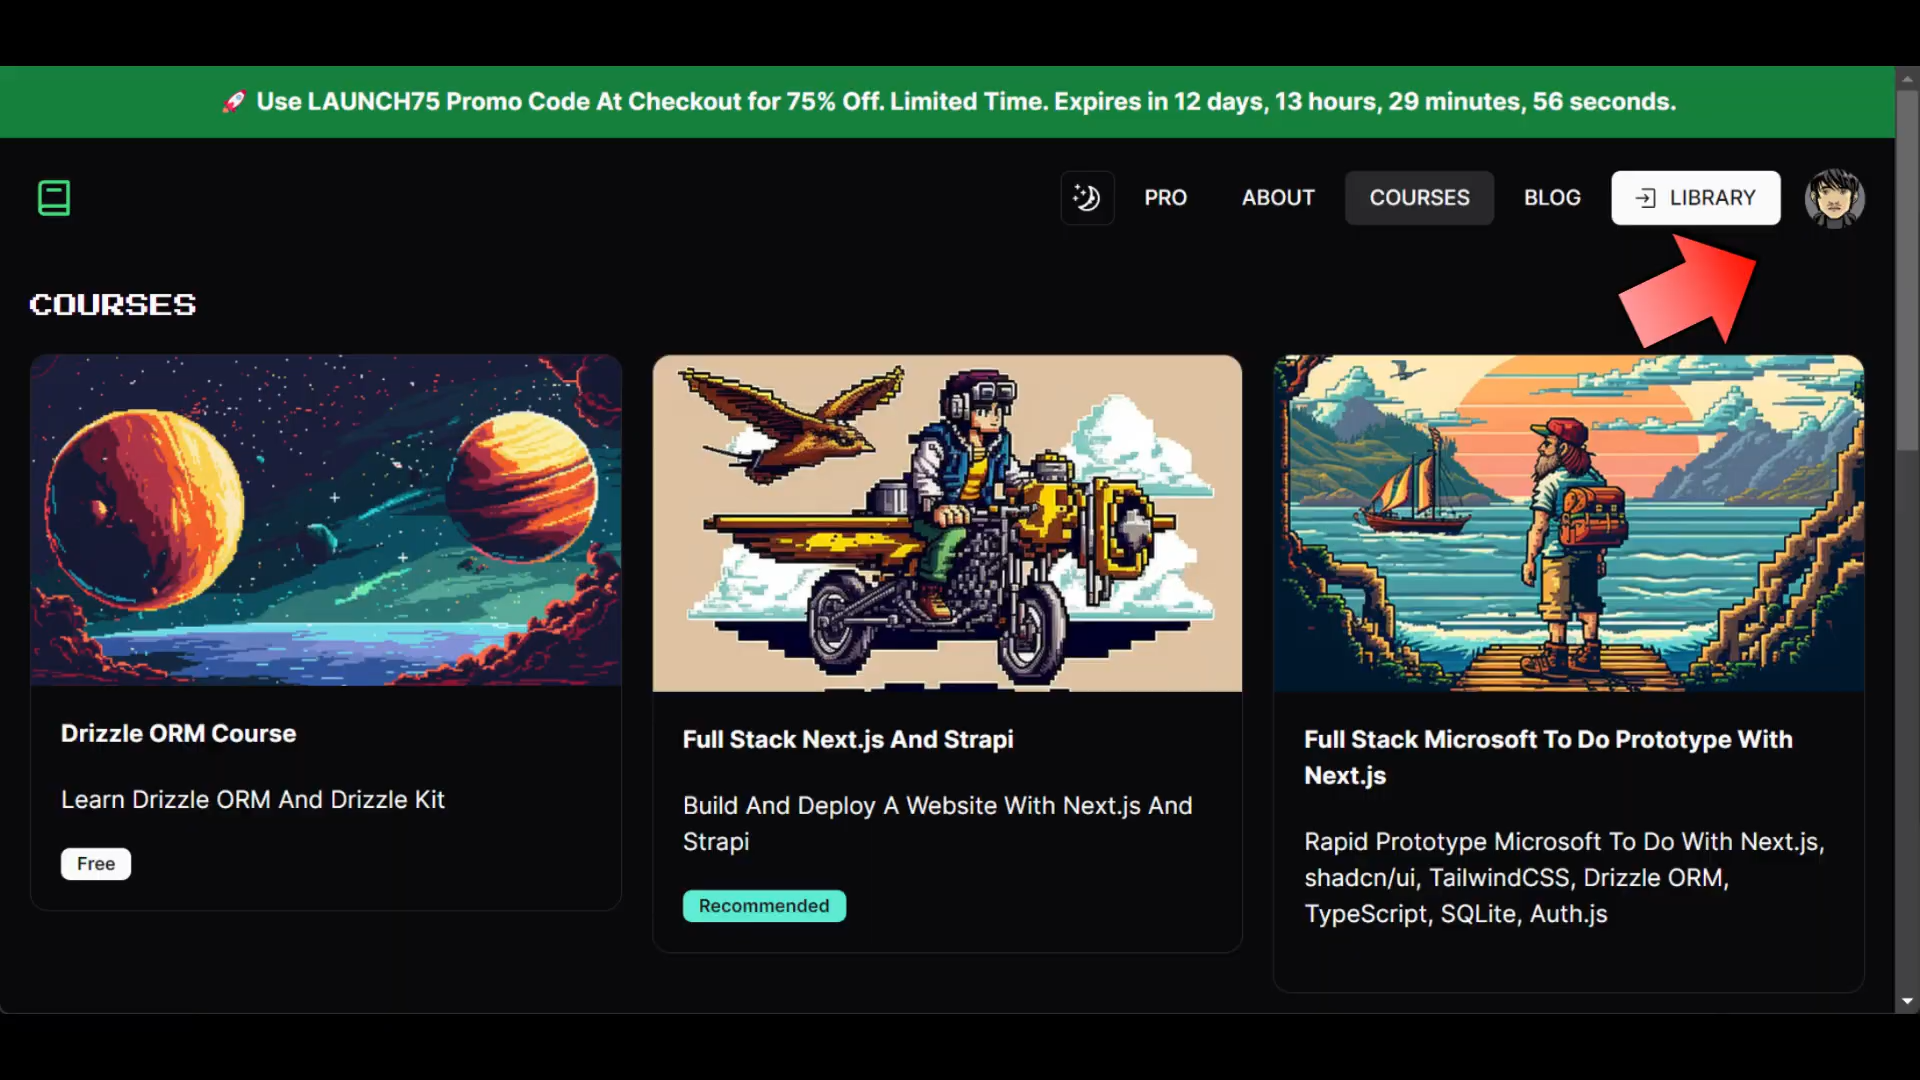 🚀 Use LAUNCH75 Promo Code At Checkout for 75% Off. Limited Time. Expires in 12 days, 13 hours, 29 minutes, 56 seconds.
PRO ABOUT COURSES BLOG LIBRARY
COURSES
Drizzle ORM Course
Learn Drizzle ORM And Drizzle Kit
Free
Full Stack Next.js And Strapi
Build And Deploy A Website With Next.js And
Strapi
Recommended
Full Stack Microsoft To Do Prototype With
Next.js
Rapid Prototype Microsoft To Do With Next.js,
shadcn/ui, TailwindCSS, Drizzle ORM,
TypeScript, SQLite, Auth.js